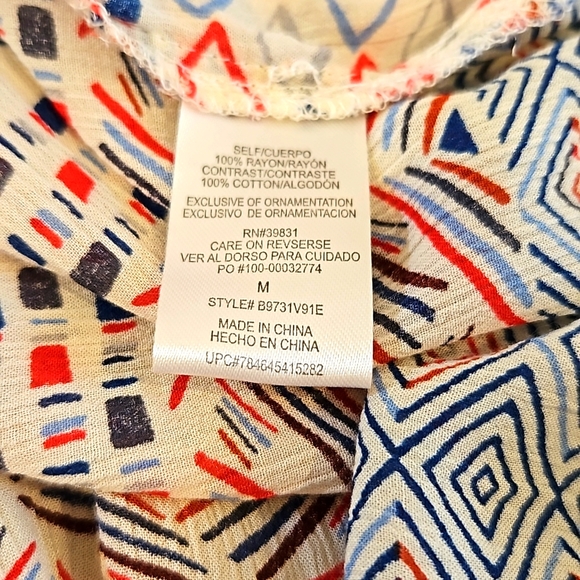 SELF/CUERPO
100% RAYON/RAYÓN
CONTRAST/CONTRASTE
100% COTTON/ALGODÓN
EXCLUSIVE OF ORNAMENTATION
EXCLUSIVO DE ORNAMENTACION
RN#39831
CARE ON REVSERSE
VER AL DORSO PARA CUIDADO
PO #100-00032774
M
STYLE# B9731V91E
MADE IN CHINA
HECHO EN CHINA
UPC#784645415282